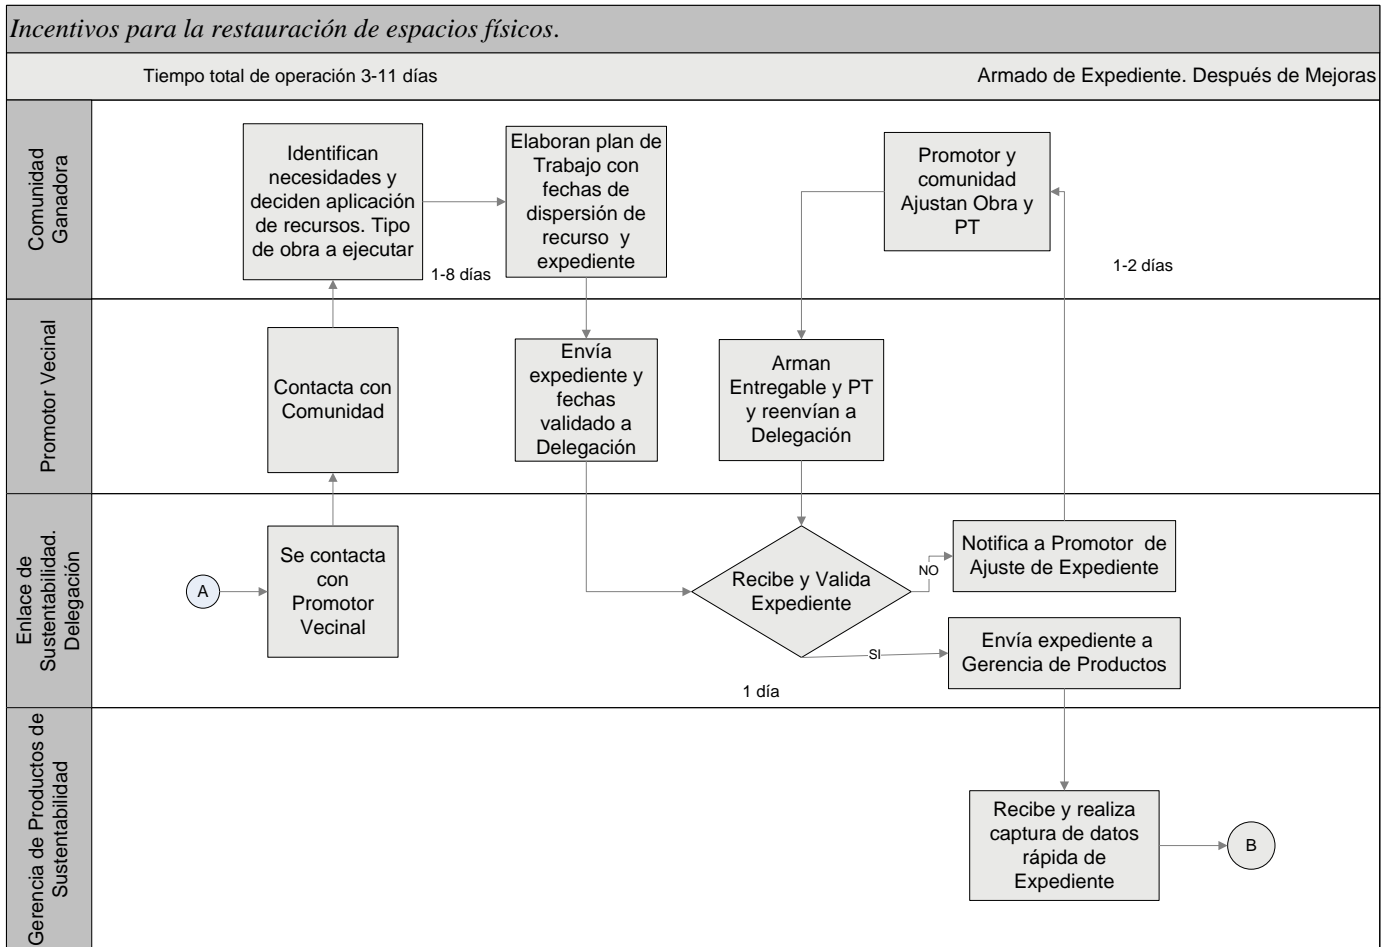 Incentivos para la restauración de espacios físicos.
Tiempo total de operación 3-11 días
Armado de Expediente. Después de Mejoras
Comunidad
Ganadora
Identifican
necesidades y
deciden aplicación
de recursos. Tipo
de obra a ejecutar
1-8 días
Elaboran plan de
Trabajo con
fechas de
dispersión de
recurso y
expediente
Promotor y
comunidad
Ajustan Obra y
PT
1-2 días
Promotor Vecinal
Contacta con
Comunidad
Envía
expediente y
fechas
validado a
Delegación
Arman
Entregable y PT
y reenvían a
Delegación
Enlace de
Sustentabilidad.
Delegación
A
Se contacta
con
Promotor
Vecinal
Recibe y Valida
Expediente
NO
Notifica a Promotor de
Ajuste de Expediente
SI
Envía expediente a
Gerencia de Productos
1 día
Gerencia de Productos de
Sustentabilidad
Recibe y realiza
captura de datos
rápida de
Expediente
B